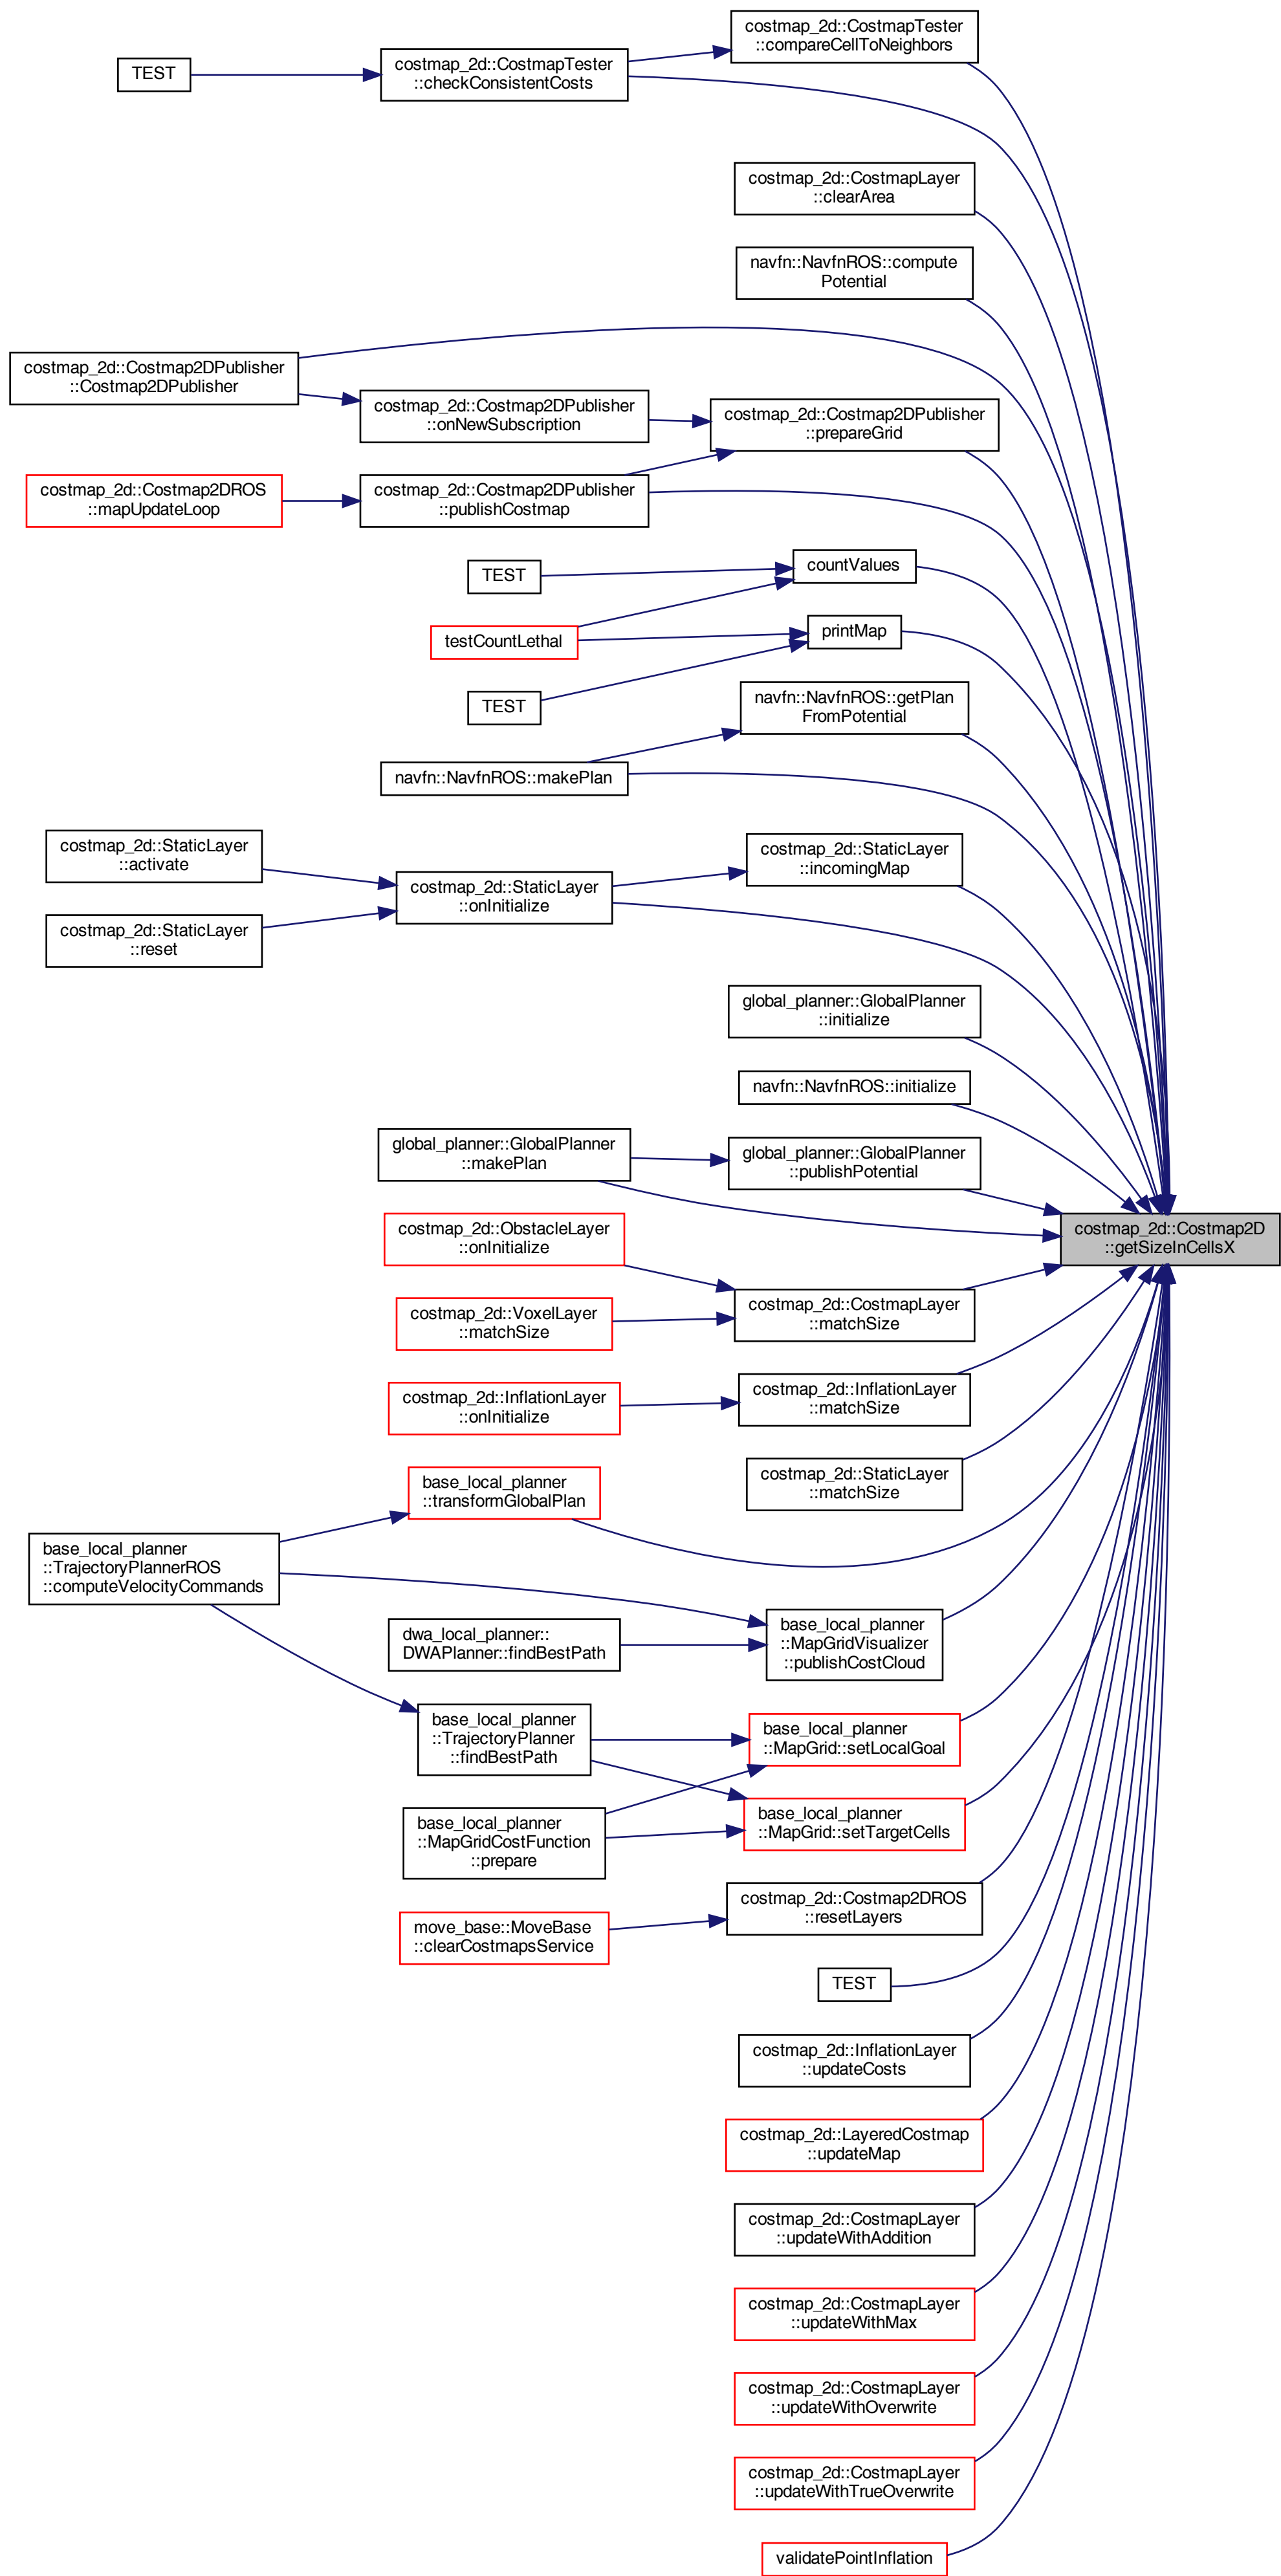 costmap_2d::CostmapTester
::compareCellToNeighbors
costmap_2d::CostmapTester
::checkConsistentCosts
TEST
costmap_2d::CostmapLayer
::clearArea
navfn::NavfnROS::compute
Potential
costmap_2d::Costmap2DPublisher
::Costmap2DPublisher
costmap_2d::Costmap2DPublisher
::onNewSubscription
costmap_2d::Costmap2DPublisher
::prepareGrid
costmap_2d::Costmap2DROS
::mapUpdateLoop
costmap_2d::Costmap2DPublisher
::publishCostmap
countValues
TEST
testCountLethal
printMap
TEST
navfn::NavfnROS::getPlan
FromPotential
navfn::NavfnROS::makePlan
costmap_2d::StaticLayer
::activate
costmap_2d::StaticLayer
::incomingMap
costmap_2d::StaticLayer
::onInitialize
costmap_2d::StaticLayer
::reset
global_planner::GlobalPlanner
::initialize
navfn::NavfnROS::initialize
global_planner::GlobalPlanner
::makePlan
global_planner::GlobalPlanner
::publishPotential
costmap_2d::Costmap2D
::getSizeInCellsX
costmap_2d::ObstacleLayer
::onInitialize
costmap_2d::CostmapLayer
::matchSize
costmap_2d::VoxelLayer
::matchSize
costmap_2d::InflationLayer
::matchSize
costmap_2d::InflationLayer
::onInitialize
costmap_2d::StaticLayer
::matchSize
base_local_planner
::transformGlobalPlan
base_local_planner
::TrajectoryPlannerROS
::computeVelocityCommands
base_local_planner
::MapGridVisualizer
::publishCostCloud
dwa_local_planner::
DWAPlanner::findBestPath
base_local_planner
::TrajectoryPlanner
::findBestPath
base_local_planner
::MapGrid::setLocalGoal
base_local_planner
::MapGridCostFunction
::prepare
base_local_planner
::MapGrid::setTargetCells
costmap_2d::Costmap2DROS
::resetLayers
move_base::MoveBase
::clearCostmapsService
TEST
costmap_2d::InflationLayer
::updateCosts
costmap_2d::LayeredCostmap
::updateMap
costmap_2d::CostmapLayer
::updateWithAddition
costmap_2d::CostmapLayer
::updateWithMax
costmap_2d::CostmapLayer
::updateWithOverwrite
costmap_2d::CostmapLayer
::updateWithTrueOverwrite
validatePointInflation